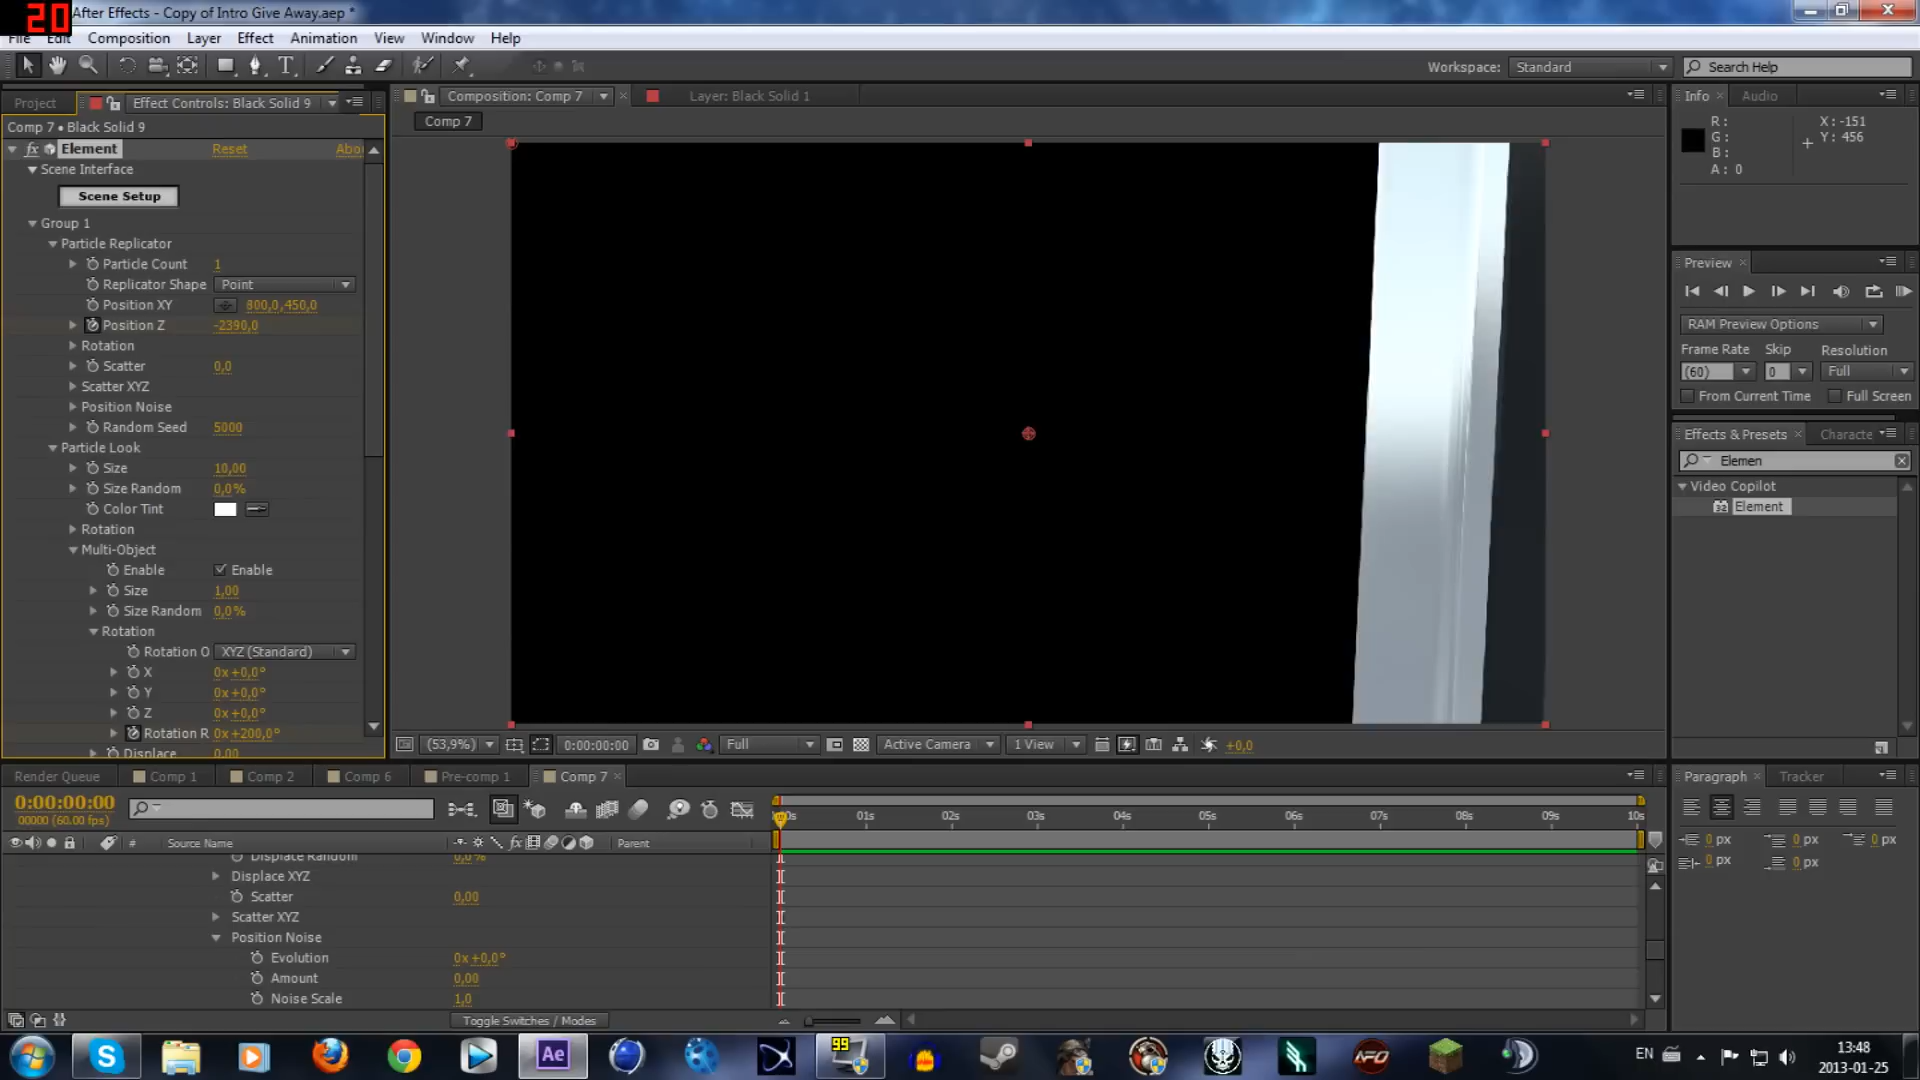 20
After Effects - Copy of Intro Give Away.aep *
File Edit Composition Layer Effect Animation View Window Help
Workspace: Standard
Search Help
Project
Effect Controls: Black Solid 9
Composition: Comp 7
Layer: Black Solid 1
Info
Audio
Comp 7 • Black Solid 9
Comp 7
R:
G:
B:
A: 0
X: -151
Y: 456
Element
Reset
Abou
Scene Interface
Scene Setup
Group 1
Particle Replicator
Particle Count 1
Replicator Shape Point
Position XY 800,0,450,0
Position Z -2390,0
Rotation
Scatter 0,0
Scatter XYZ
Position Noise
Random Seed 5000
Particle Look
Size 10,00
Size Random 0,0%
Color Tint
Rotation
Multi-Object
Enable Enable
Size 1,00
Size Random 0,0%
Rotation
Rotation O XYZ (Standard)
X 0x+0,0°
Y 0x+0,0°
Z 0x+0,0°
Rotation R 0x+200,0°
Displace 0,00
Preview
RAM Preview Options
Frame Rate Skip Resolution
(60) 0 Full
From Current Time Full Screen
Effects & Presets
Characte
Elemen
Video Copilot
32 Element
(53,9%) 0:00:00:00 Full Active Camera 1 View +0,0
Render Queue
Comp 1
Comp 2
Comp 6
Pre-comp 1
Comp 7
0:00:00:00
00000 (60.00 fps)
01s 02s 03s 04s 05s 06s 07s 08s 09s 10s
# Source Name Parent
Displace Random 0,0%
Displace XYZ
Scatter 0,00
Scatter XYZ
Position Noise
Evolution 0x+0,0°
Amount 0,00
Noise Scale 1,0
Toggle Switches / Modes
Paragraph
Tracker
0 px 0 px 0 px
0 px 0 px
Ae
99
AFO
EN
13:48
2013-01-25